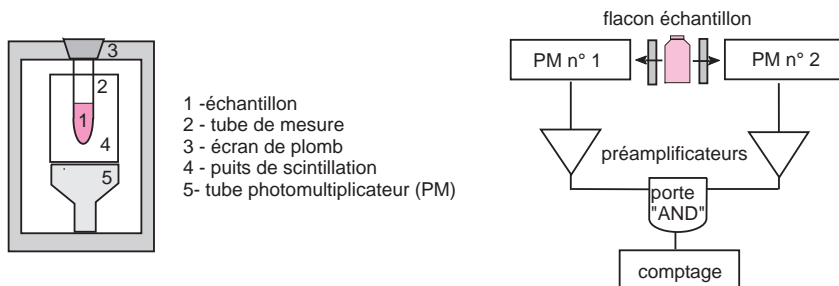 3
2
1
4
5
1 -échantillon
2 - tube de mesure
3 - écran de plomb
4 - puits de scintillation
5- tube photomultiplicateur (PM)
flacon échantillon
PM n° 1
PM n° 2
préamplificateurs
porte
"AND"
comptage